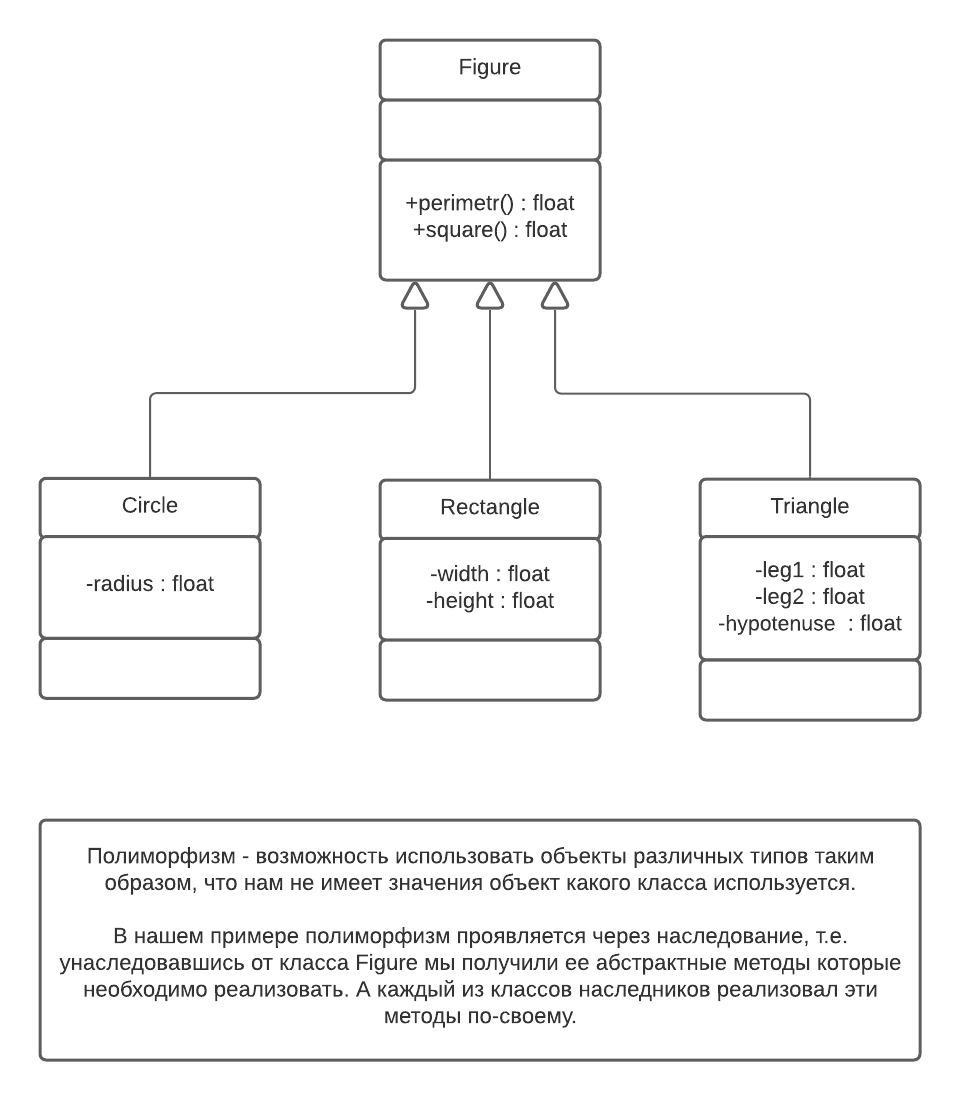 Figure
+perimetr() : float
+square() : float
Circle
-radius : float
Rectangle
-width : float
-height : float
Triangle
-leg1 : float
-leg2 : float
-hypotenuse  : float
Полиморфизм - возможность использовать объекты различных типов таким
образом, что нам не имеет значения объект какого класса используется.
В нашем примере полиморфизм проявляется через наследование, т.е.
унаследовавшись от класса Figure мы получили ее абстрактные методы которые
необходимо реализовать. А каждый из классов наследников реализовал эти
методы по-своему.